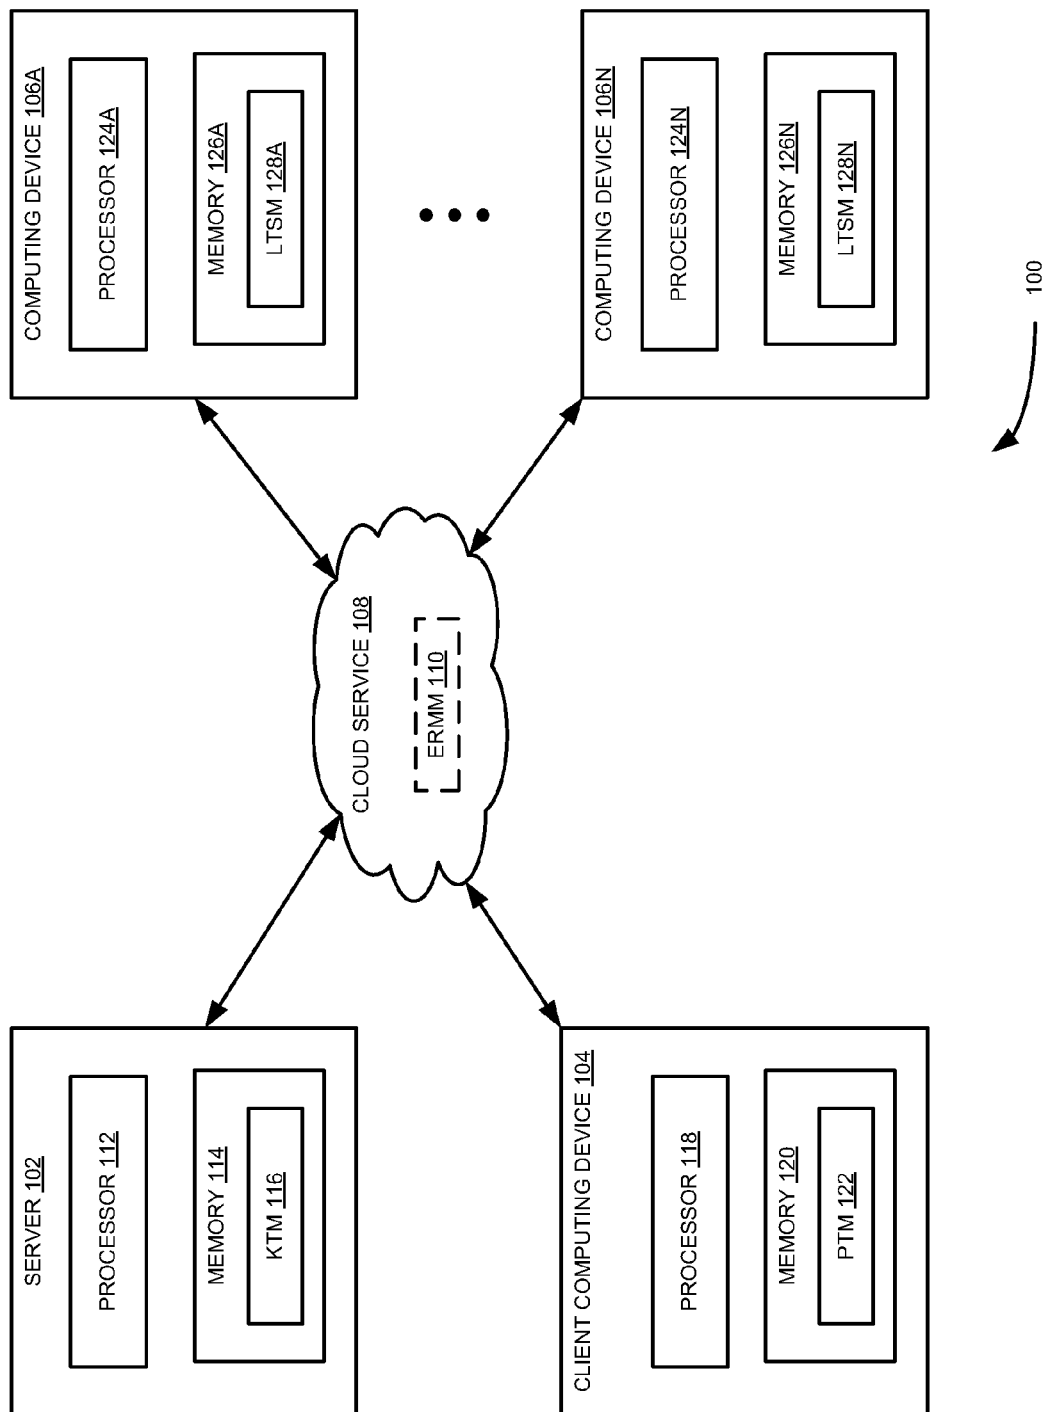 SERVER 102
PROCESSOR 112
MEMORY 114
KTM 116
CLIENT COMPUTING DEVICE 104
PROCESSOR 118
MEMORY 120
PTM 122
CLOUD SERVICE 108
ERMM 110
COMPUTING DEVICE 106A
PROCESSOR 124A
MEMORY 126A
LTSM 128A
COMPUTING DEVICE 106N
PROCESSOR 124N
MEMORY 126N
LTSM 128N
100